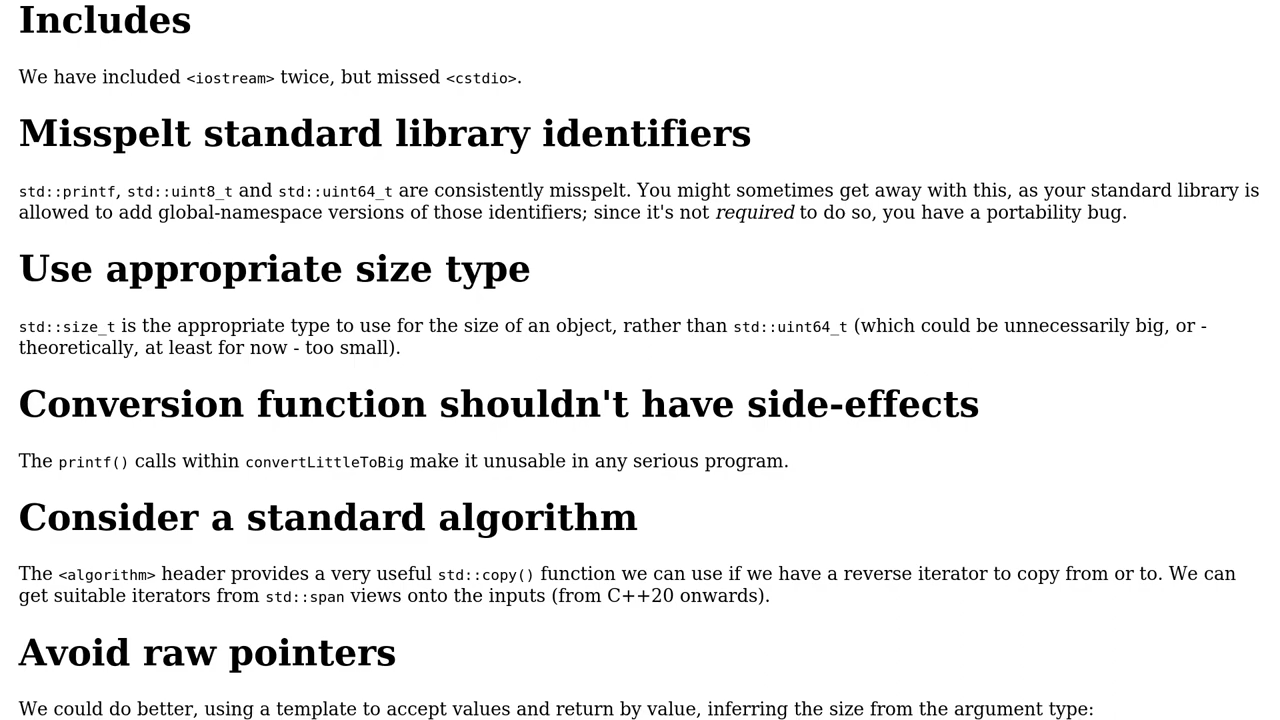 Includes
We have included <iostream> twice, but missed <cstdio>.
Misspelt standard library identifiers
std::printf, std::uint8_t and std::uint64_t are consistently misspelt. You might sometimes get away with this, as your standard library is
allowed to add global-namespace versions of those identifiers; since it's not required to do so, you have a portability bug.
Use appropriate size type
std::size_t is the appropriate type to use for the size of an object, rather than std::uint64_t (which could be unnecessarily big, or -
theoretically, at least for now - too small).
Conversion function shouldn't have side-effects
The printf() calls within convertLittleToBig make it unusable in any serious program.
Consider a standard algorithm
The <algorithm> header provides a very useful std::copy() function we can use if we have a reverse iterator to copy from or to. We can
get suitable iterators from std::span views onto the inputs (from C++20 onwards).
Avoid raw pointers
We could do better, using a template to accept values and return by value, inferring the size from the argument type: